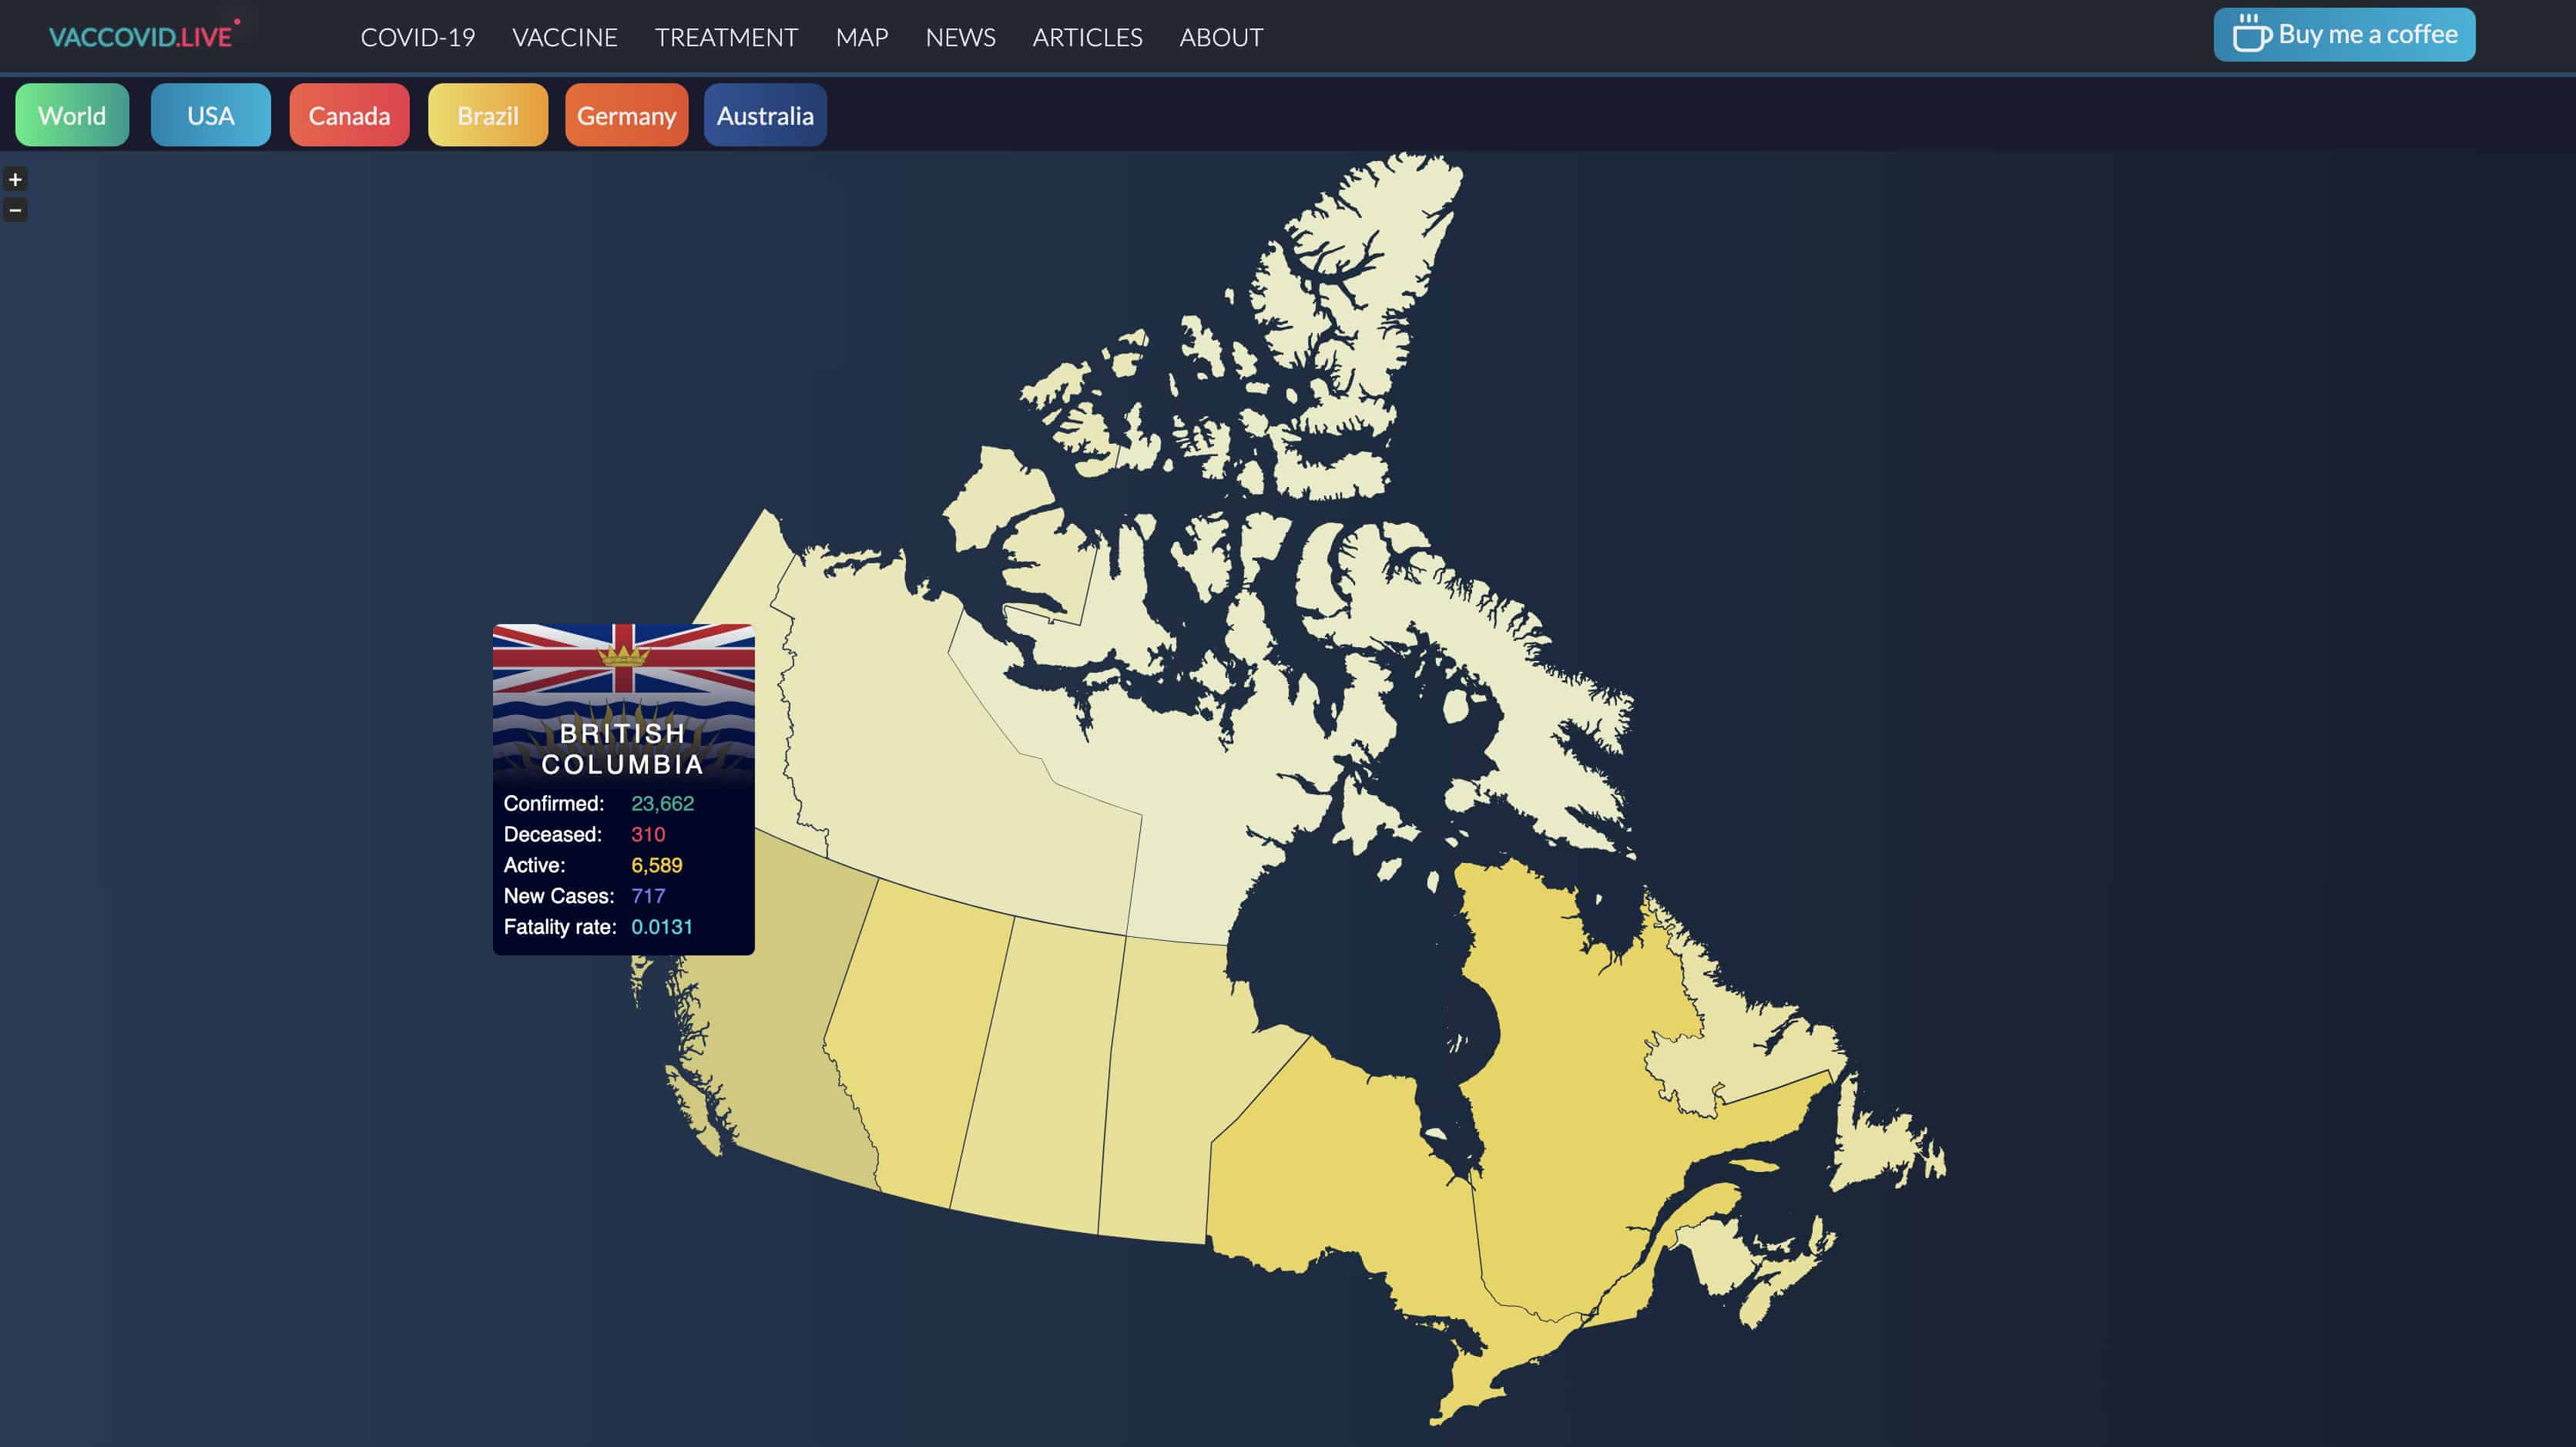 VACCOVID.LIVE COVID-19 VACCINE TREATMENT MAP NEWS ARTICLES ABOUT Buy me a coffee
World USA Canada Brazil Germany Australia
+
−
BRITISH
COLUMBIA
Confirmed: 23,662
Deceased: 310
Active: 6,589
New Cases: 717
Fatality rate: 0.0131